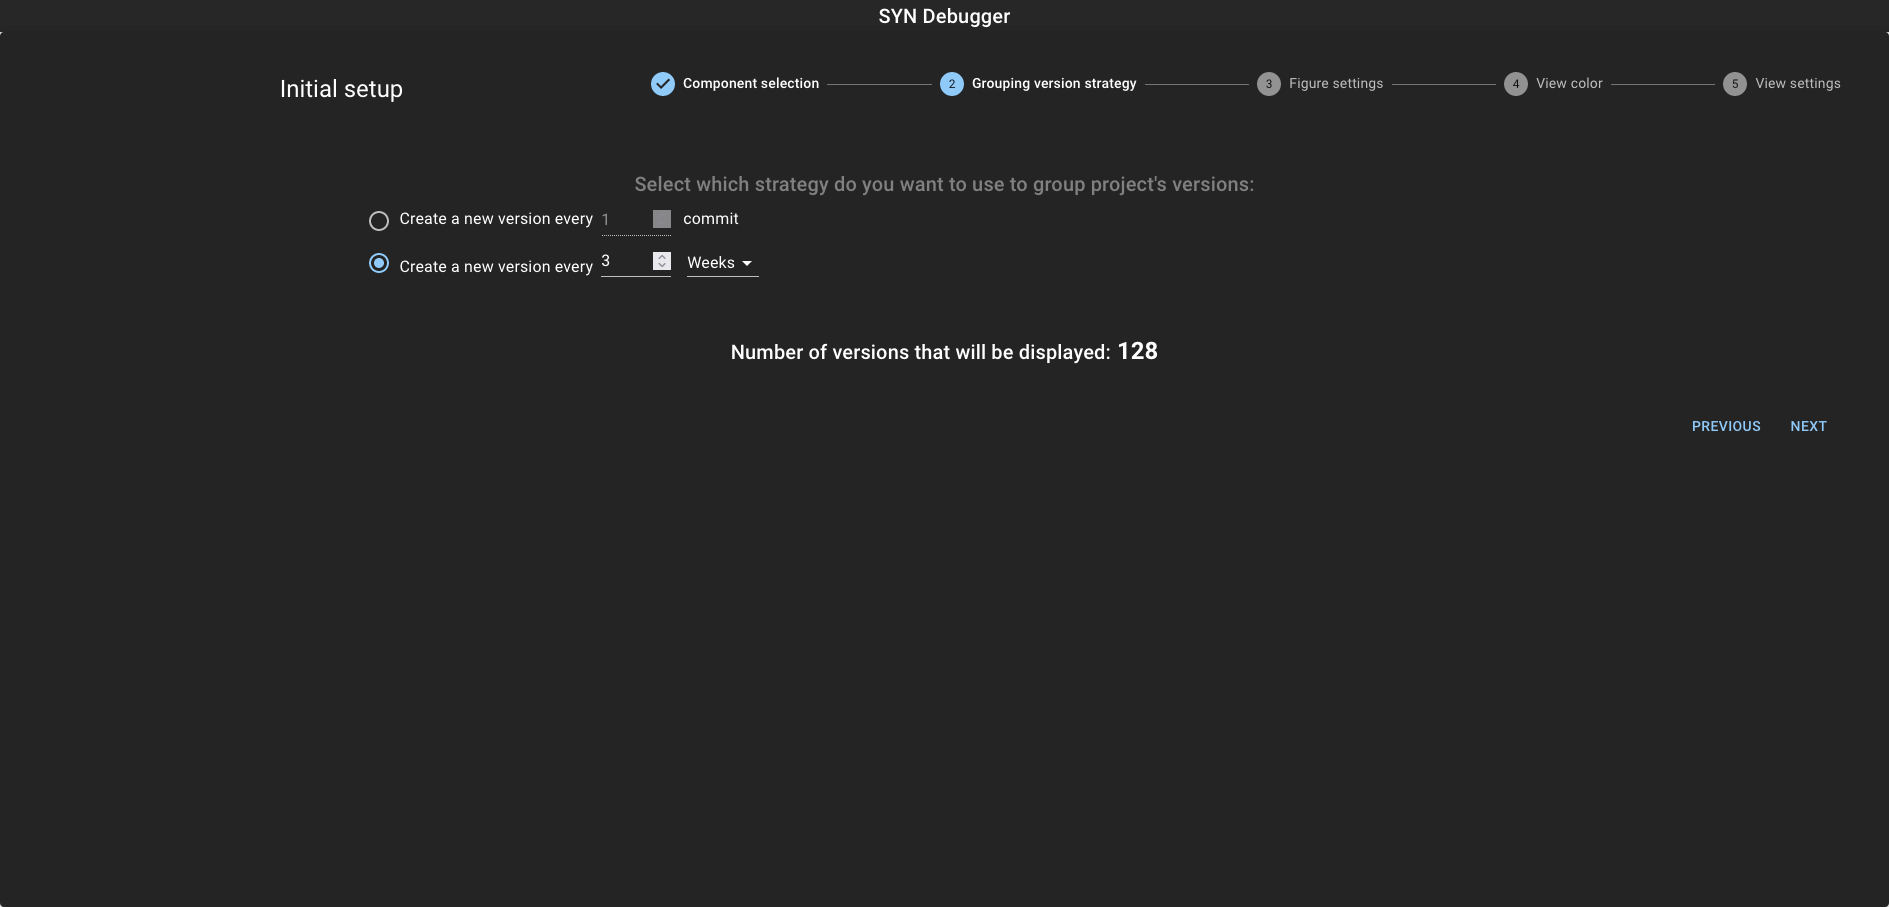 SYN Debugger
Initial setup
Component selection
2 Grouping version strategy
3 Figure settings
4 View color
5 View settings
Select which strategy do you want to use to group project's versions:
Create a new version every 1 commit
Create a new version every 3 Weeks
Number of versions that will be displayed: 128
PREVIOUS NEXT